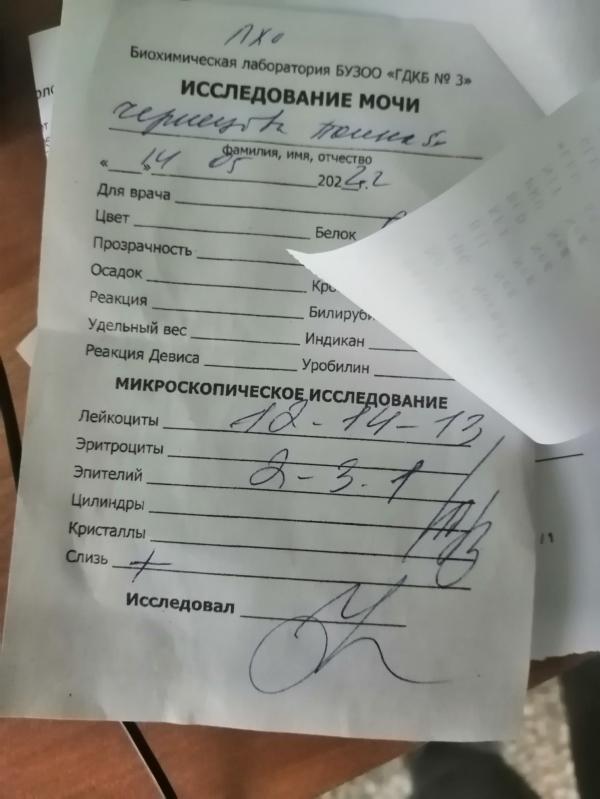 ЛХО
Биохимическая лаборатория БУЗОО «ГДКБ № 3»
ИССЛЕДОВАНИЕ МОЧИ
фамилия, имя, отчество
«14» 05 2022 г.
Для врача
Цвет Белок
Прозрачность
Осадок Кро
Реакция Билируби
Удельный вес Индикан
Реакция Девиса Уробилин
МИКРОСКОПИЧЕСКОЕ ИССЛЕДОВАНИЕ
Лейкоциты 12-14-13
Эритроциты
Эпителий 2-3.1
Цилиндры
Кристаллы
Слизь +
Исследовал